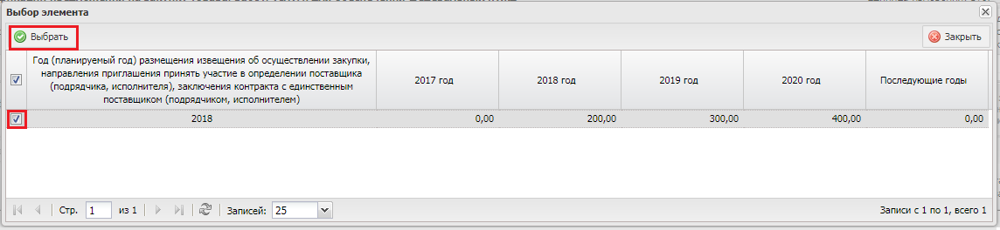 Выбор элемента
Выбрать
Закрыть
Год (планируемый год) размещения извещения об осуществлении закупки,
направления приглашения принять участие в определении поставщика
(подрядчика, исполнителя), заключения контракта с единственным
поставщиком (подрядчиком, исполнителем)
2017 год
2018 год
2019 год
2020 год
Последующие годы
2018
0,00
200,00
300,00
400,00
0,00
Стр. 1 из 1
Записей: 25
Записи с 1 по 1, всего 1